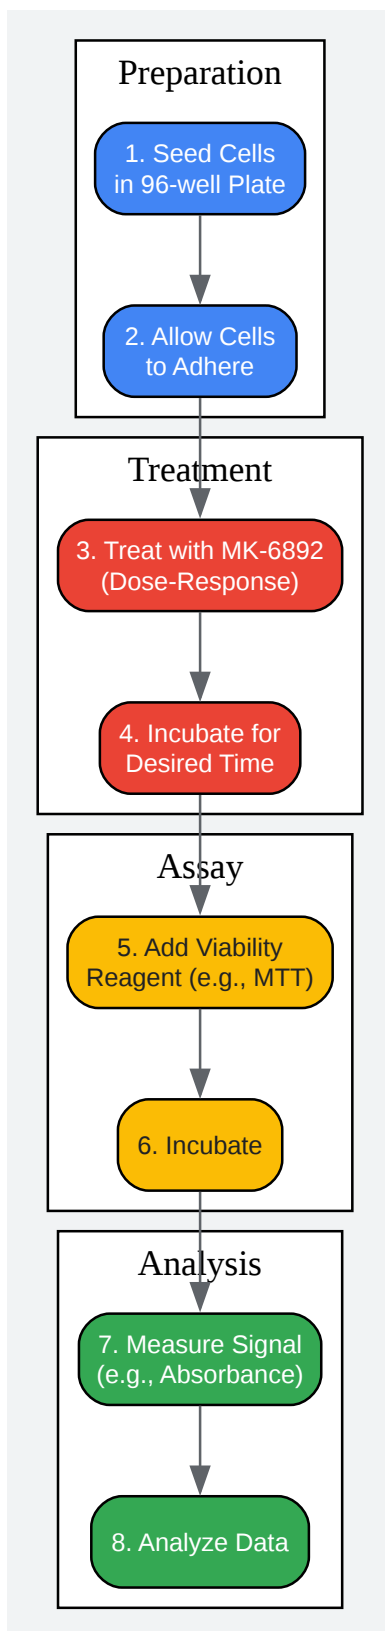 Preparation
1. Seed Cells
in 96-well Plate
2. Allow Cells
to Adhere
Treatment
3. Treat with MK-6892
(Dose-Response)
4. Incubate for
Desired Time
Assay
5. Add Viability
Reagent (e.g., MTT)
6. Incubate
Analysis
7. Measure Signal
(e.g., Absorbance)
8. Analyze Data